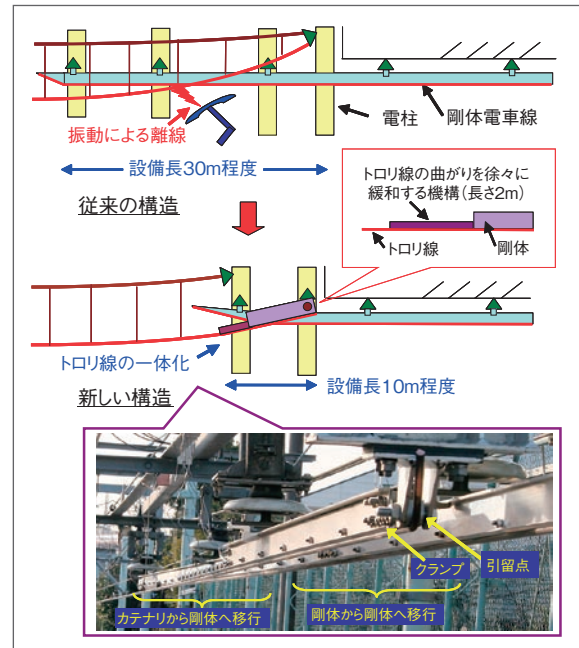 電柱
剛体電車線
振動による離線
設備長30m程度
従来の構造
トロリ線の曲がりを徐々に
緩和する機構（長さ2m）
トロリ線
剛体
トロリ線の一体化
設備長10m程度
新しい構造
クランプ
引留点
カテナリから剛体へ移行
剛体から剛体へ移行